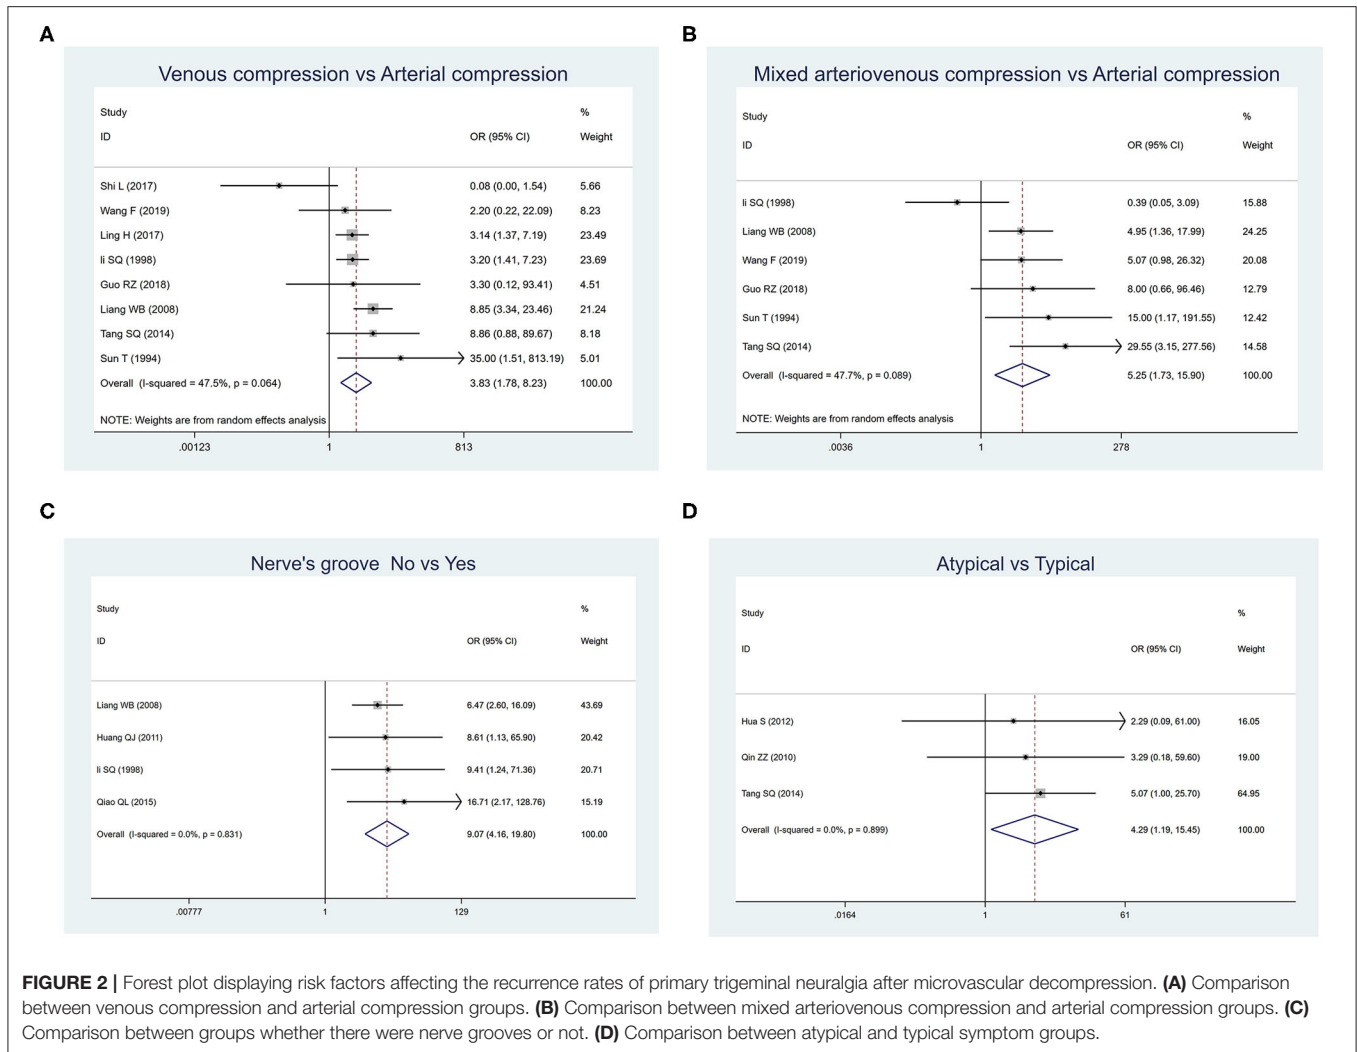 A
Venous compression vs Arterial compression
Study %
ID OR (95% CI) Weight
Shi L (2017) 0.08 (0.00, 1.54) 5.66
Wang F (2019) 2.20 (0.22, 22.09) 8.23
Ling H (2017) 3.14 (1.37, 7.19) 23.49
li SQ (1998) 3.20 (1.41, 7.23) 23.69
Guo RZ (2018) 3.30 (0.12, 93.41) 4.51
Liang WB (2008) 8.85 (3.34, 23.46) 21.24
Tang SQ (2014) 8.86 (0.88, 89.67) 8.18
Sun T (1994) 35.00 (1.51, 813.19) 5.01
Overall (I-squared = 47.5%, p = 0.064) 3.83 (1.78, 8.23) 100.00
NOTE: Weights are from random effects analysis
.00123 1 813
B
Mixed arteriovenous compression vs Arterial compression
Study %
ID OR (95% CI) Weight
li SQ (1998) 0.39 (0.05, 3.09) 15.88
Liang WB (2008) 4.95 (1.36, 17.99) 24.25
Wang F (2019) 5.07 (0.98, 26.32) 20.08
Guo RZ (2018) 8.00 (0.66, 96.46) 12.79
Sun T (1994) 15.00 (1.17, 191.55) 12.42
Tang SQ (2014) 29.55 (3.15, 277.56) 14.58
Overall (I-squared = 47.7%, p = 0.089) 5.25 (1.73, 15.90) 100.00
NOTE: Weights are from random effects analysis
.0036 1 278
C
Nerve's groove No vs Yes
Study %
ID OR (95% CI) Weight
Liang WB (2008) 6.47 (2.60, 16.09) 43.69
Huang QJ (2011) 8.61 (1.13, 65.90) 20.42
li SQ (1998) 9.41 (1.24, 71.36) 20.71
Qiao QL (2015) 16.71 (2.17, 128.76) 15.19
Overall (I-squared = 0.0%, p = 0.831) 9.07 (4.16, 19.80) 100.00
.00777 1 129
D
Atypical vs Typical
Study %
ID OR (95% CI) Weight
Hua S (2012) 2.29 (0.09, 61.00) 16.05
Qin ZZ (2010) 3.29 (0.18, 59.60) 19.00
Tang SQ (2014) 5.07 (1.00, 25.70) 64.95
Overall (I-squared = 0.0%, p = 0.899) 4.29 (1.19, 15.45) 100.00
.0164 1 61
FIGURE 2 | Forest plot displaying risk factors affecting the recurrence rates of primary trigeminal neuralgia after microvascular decompression. (A) Comparison
between venous compression and arterial compression groups. (B) Comparison between mixed arteriovenous compression and arterial compression groups. (C)
Comparison between groups whether there were nerve grooves or not. (D) Comparison between atypical and typical symptom groups.